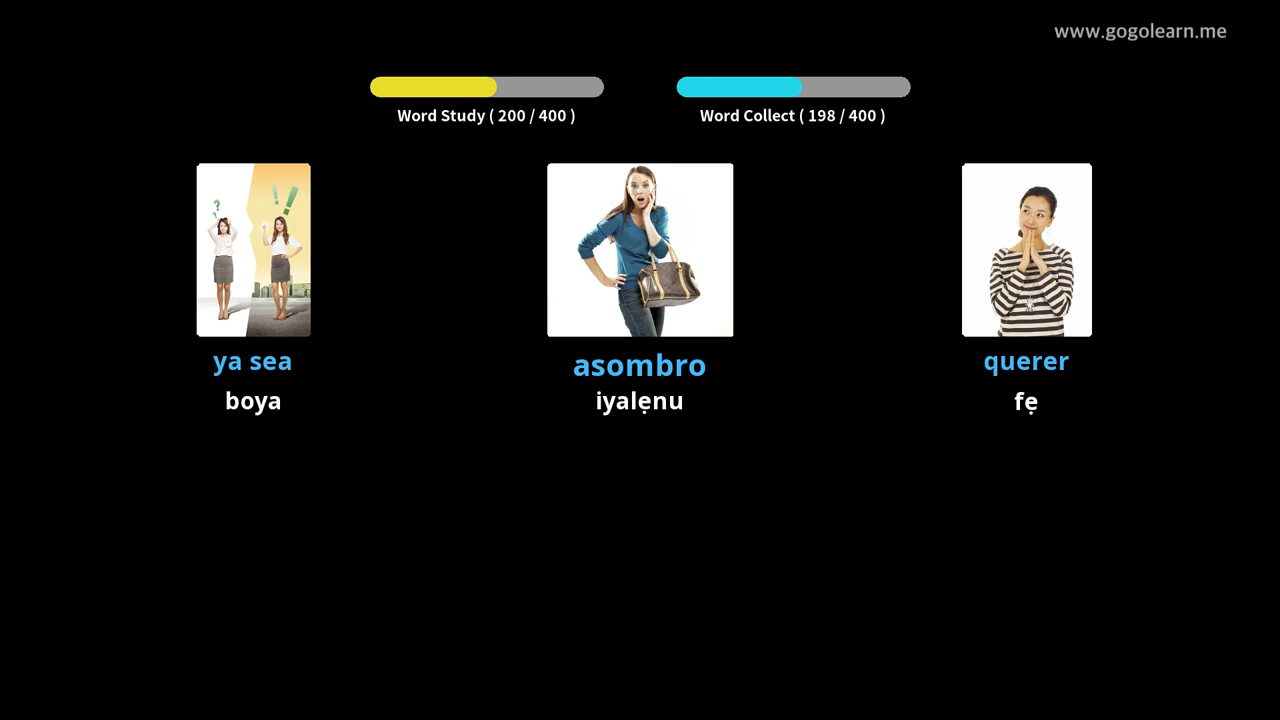 www.gogolearn.me
Word Study ( 200 / 400 )
Word Collect ( 198 / 400 )
ya sea
asombro
querer
boya
iyalẹnu
fẹ